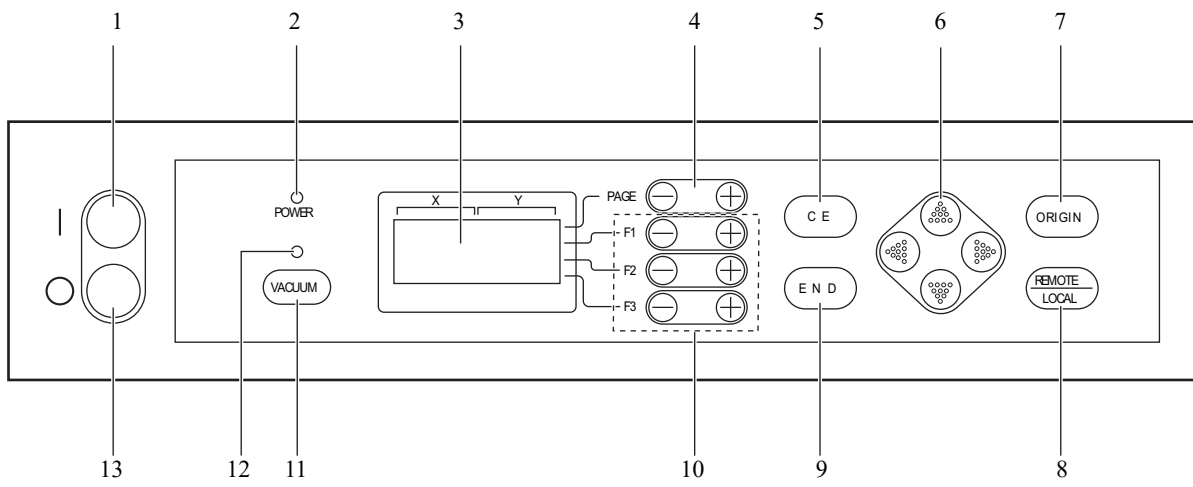 1 2 3 4 5 6 7
X Y
PAGE
POWER
F1
F2
F3
VACUUM
C E
E N D
ORIGIN
REMOTE
LOCAL
13 12 11 10 9 8